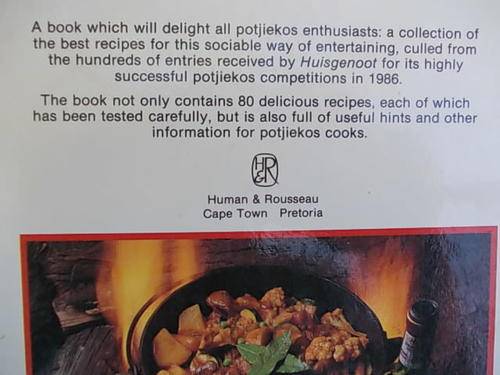 A book which will delight all potjiekos enthusiasts: a collection of
the best recipes for this sociable way of entertaining, culled from
the hundreds of entries received by Huisgenoot for its highly
successful potjiekos competitions in 1986.
The book not only contains 80 delicious recipes, each of which
has been tested carefully, but is also full of useful hints and other
information for potjiekos cooks.
H&R
Human & Rousseau
Cape Town Pretoria